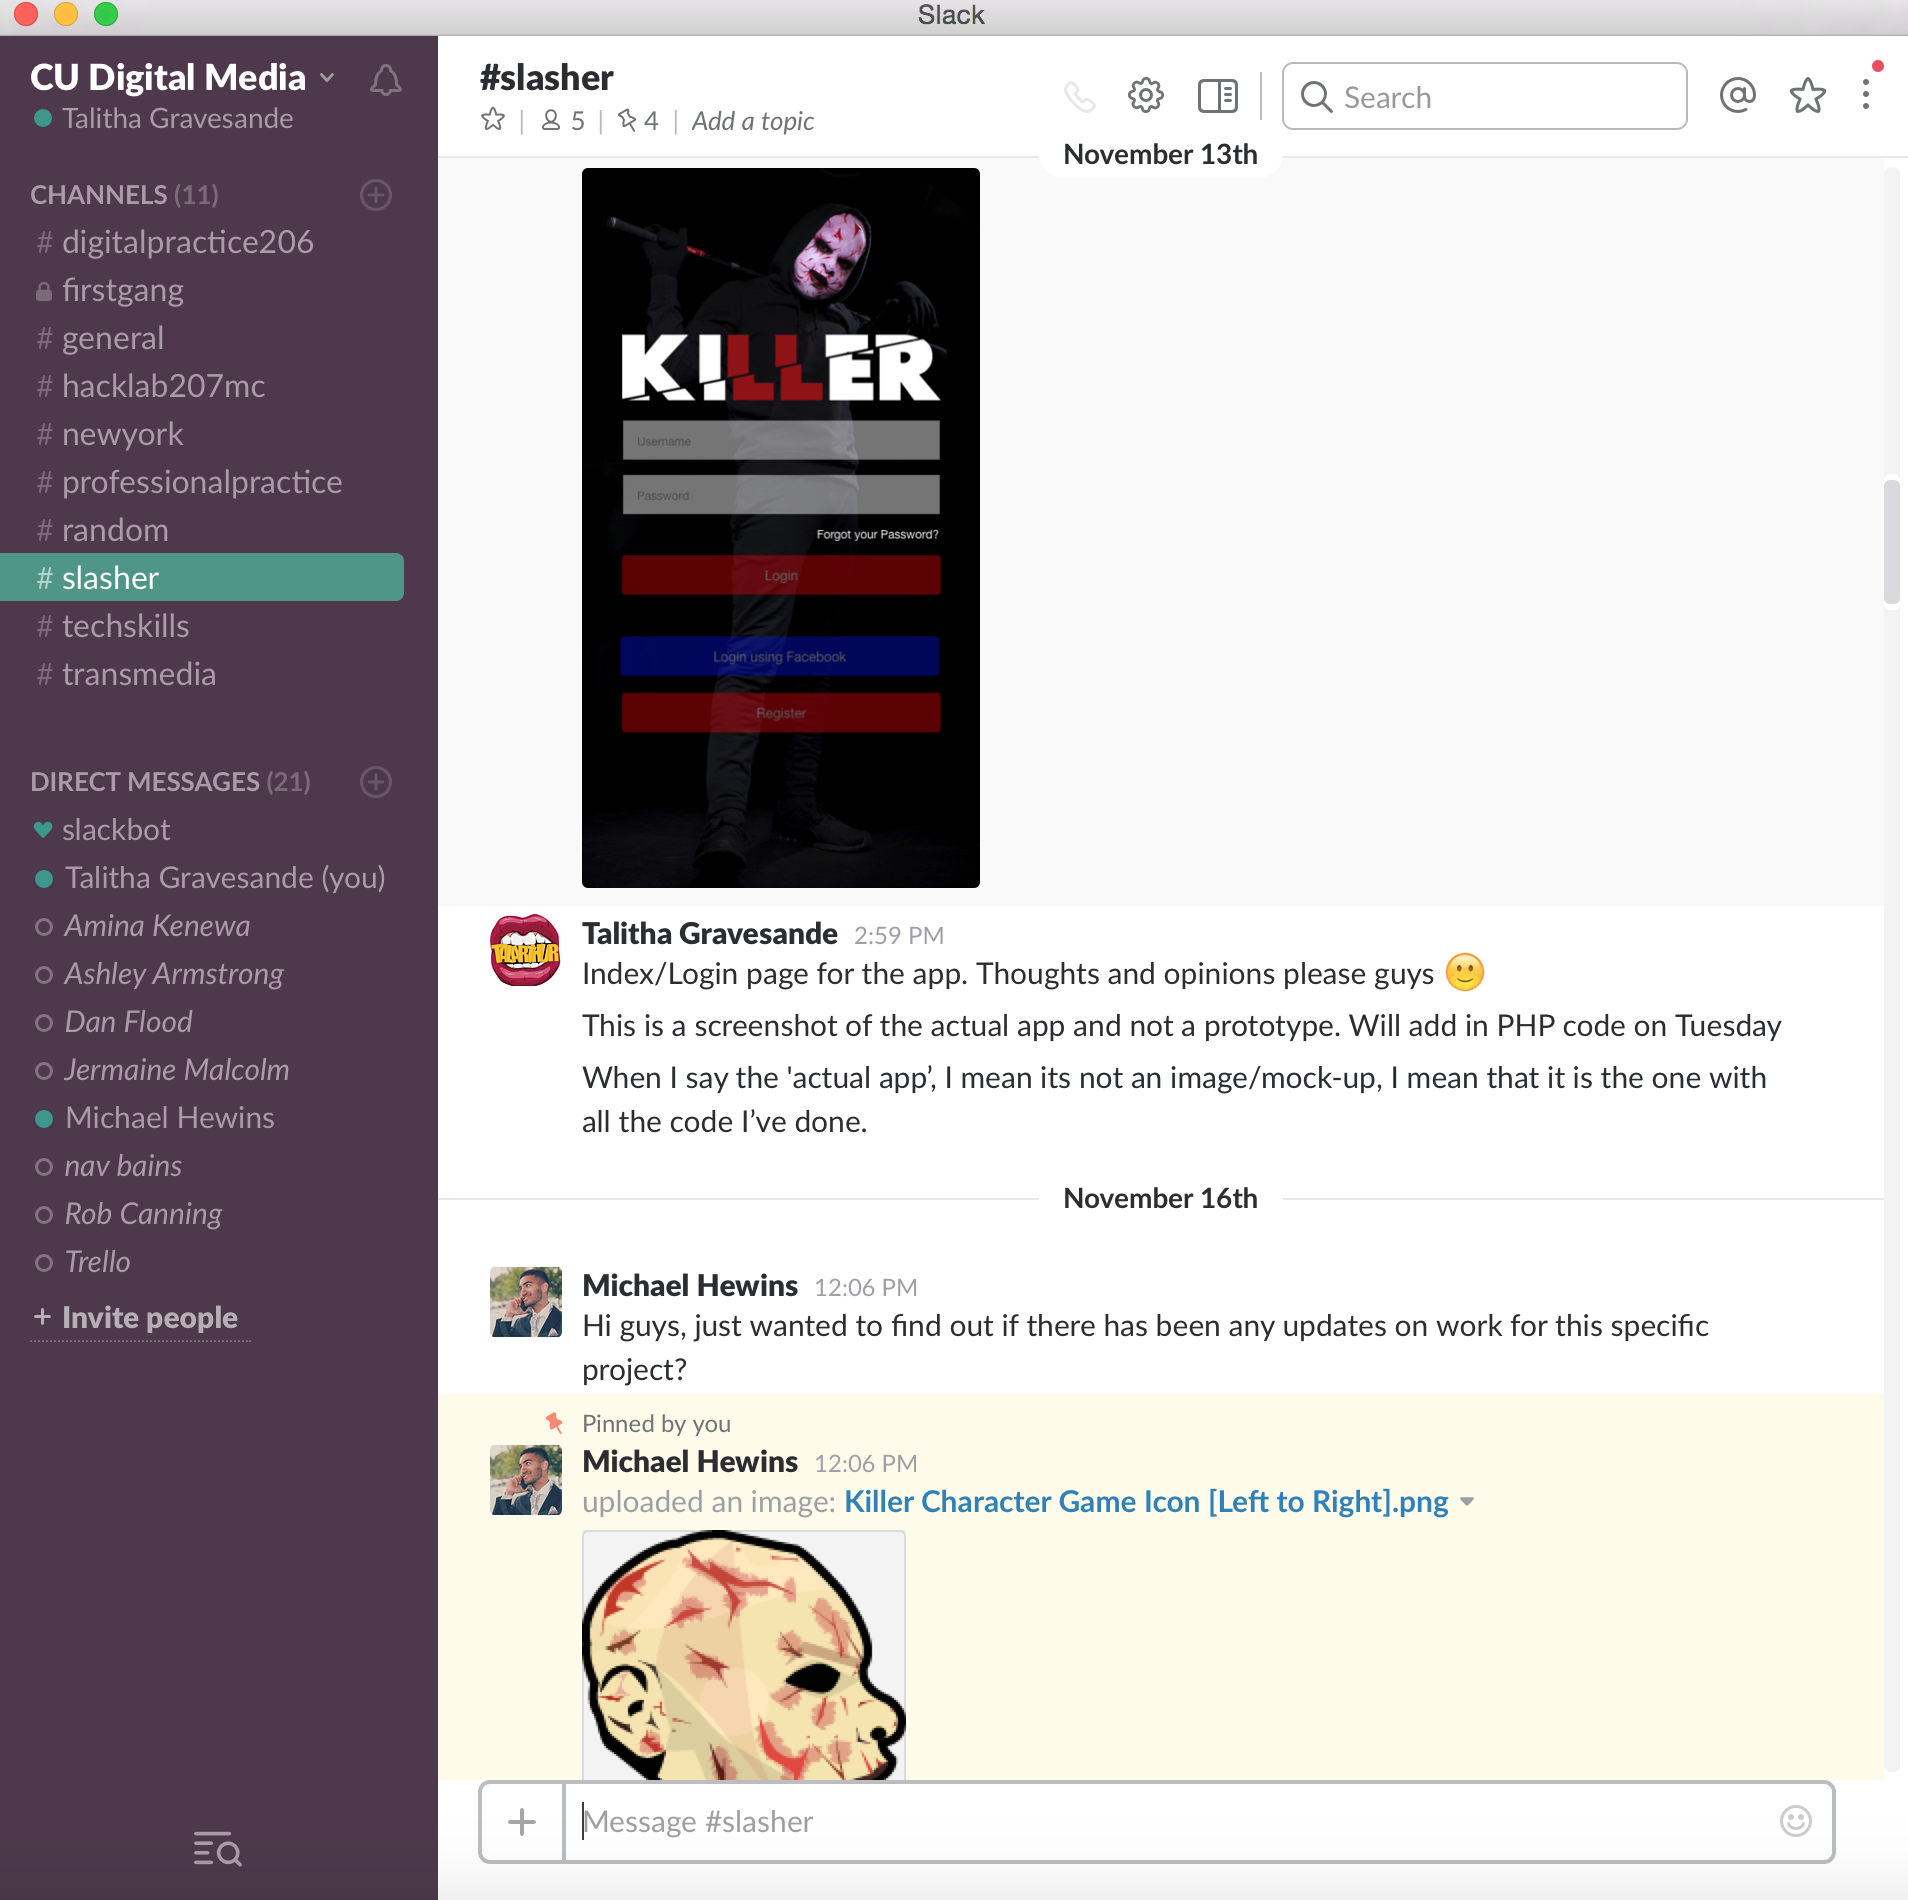 Slack
CU Digital Media
Talitha Gravesande
CHANNELS (11)
# digitalpractice206
firstgang
# general
# hacklab207mc
# newyork
# professionalpractice
# random
# slasher
# techskills
# transmedia
DIRECT MESSAGES (21)
slackbot
Talitha Gravesande (you)
Amina Kenewa
Ashley Armstrong
Dan Flood
Jermaine Malcolm
Michael Hewins
nav bains
Rob Canning
Trello
+ Invite people
#slasher
5 | 4 | Add a topic
Search
November 13th
KILLER
Username
Password
Forgot your Password?
Login
Login using Facebook
Register
Talitha Gravesande 2:59 PM
Index/Login page for the app. Thoughts and opinions please guys 🙂
This is a screenshot of the actual app and not a prototype. Will add in PHP code on Tuesday
When I say the 'actual app’, I mean its not an image/mock-up, I mean that it is the one with
all the code I’ve done.
November 16th
Michael Hewins 12:06 PM
Hi guys, just wanted to find out if there has been any updates on work for this specific
project?
Pinned by you
Michael Hewins 12:06 PM
uploaded an image: Killer Character Game Icon [Left to Right].png
Message #slasher